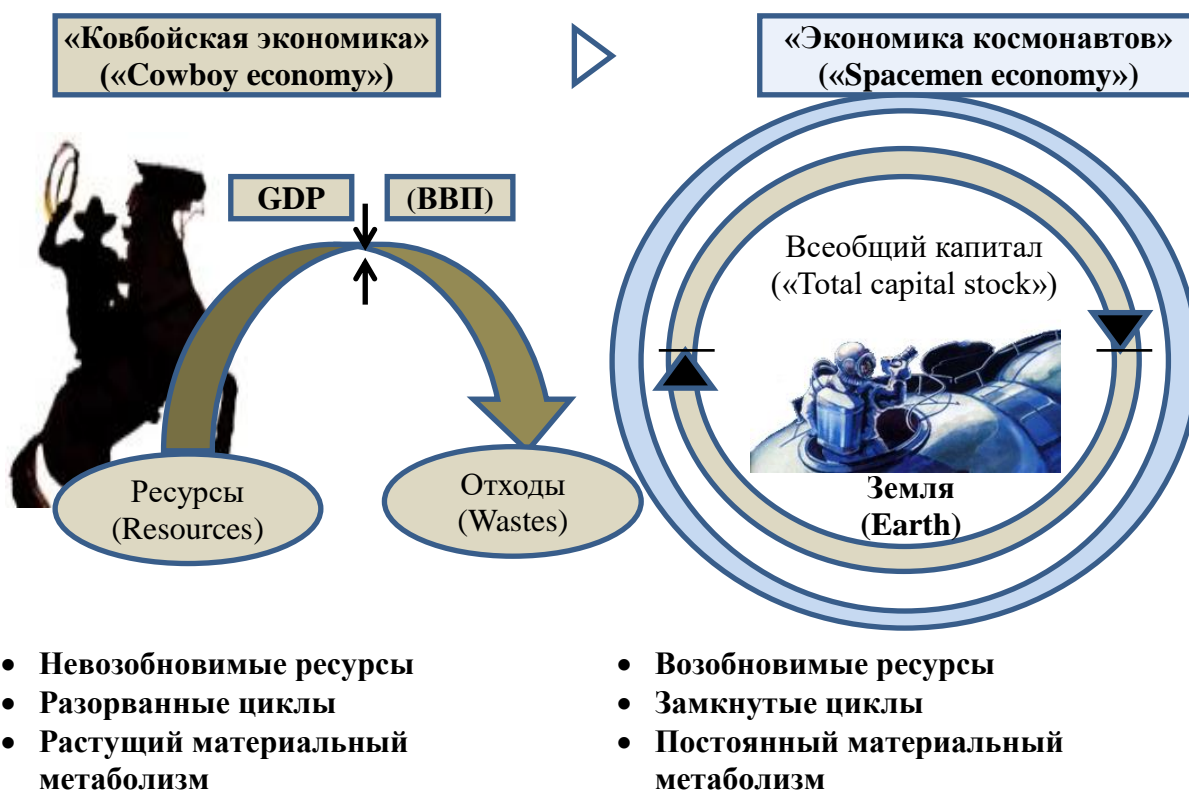 «Ковбойская экономика»
(«Cowboy economy»)
«Экономика космонавтов»
(«Spacemen economy»)
GDP
(ВВП)
Ресурсы
(Resources)
Отходы
(Wastes)
Всеобщий капитал
(«Total capital stock»)
Земля
(Earth)
• Невозобновимые ресурсы
• Разорванные циклы
• Растущий материальный
метаболизм
• Возобновимые ресурсы
• Замкнутые циклы
• Постоянный материальный
метаболизм